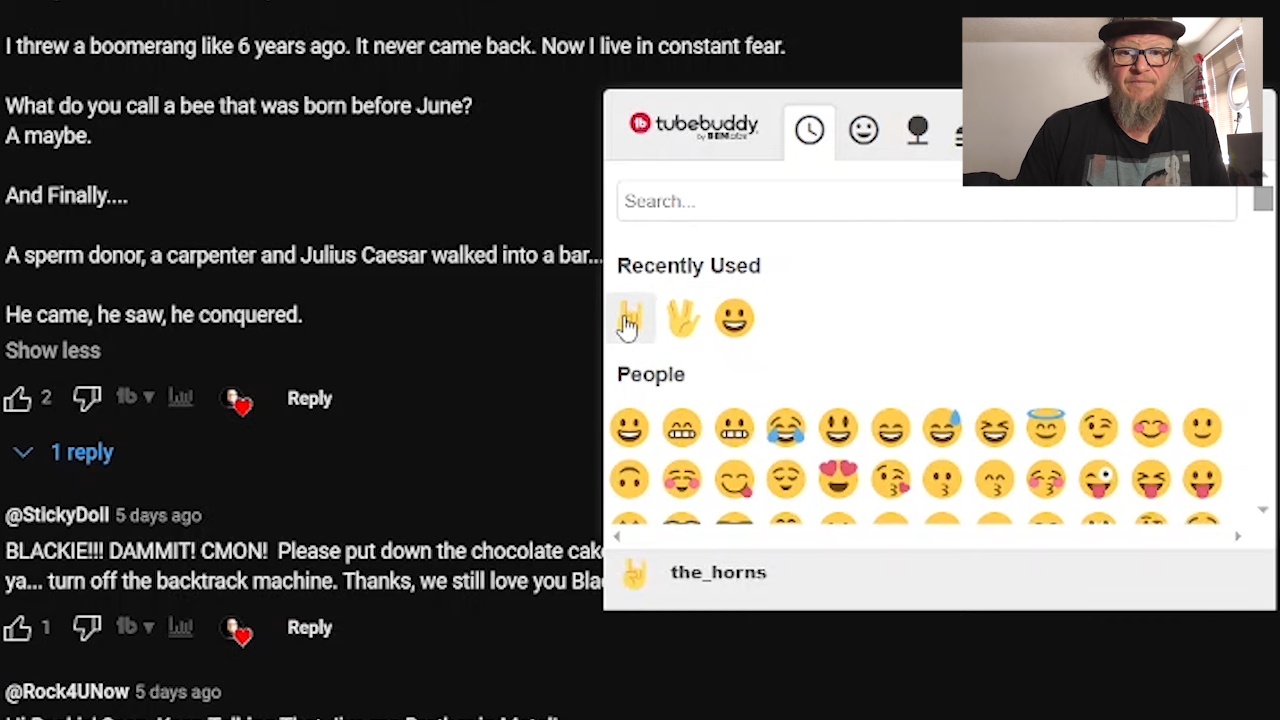 I threw a boomerang like 6 years ago. It never came back. Now I live in constant fear.
What do you call a bee that was born before June?
A maybe.
And Finally....
A sperm donor, a carpenter and Julius Caesar walked into a bar...
He came, he saw, he conquered.
Show less
2
Reply
1 reply
@StickyDoll 5 days ago
BLACKIE!!! DAMMIT! CMON! Please put down the chocolate cak
ya... turn off the backtrack machine. Thanks, we still love you Bla
1
Reply
@Rock4UNow 5 days ago
tubebuddy
Search...
Recently Used
People
the_horns